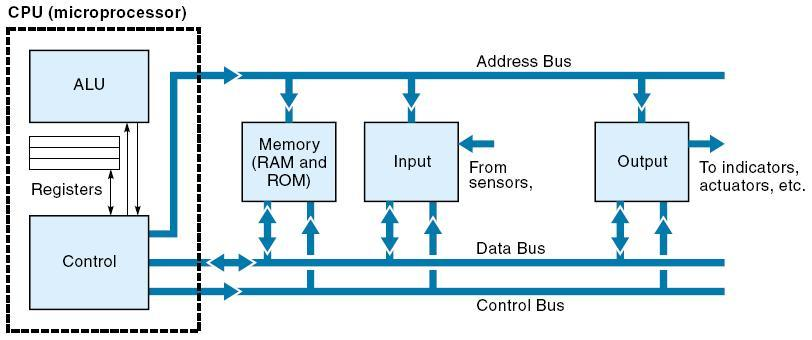 CPU (microprocessor)
ALU
Registers
Control
Address Bus
Memory
(RAM and
ROM)
Input
From
sensors,
Output
To indicators,
actuators, etc.
Data Bus
Control Bus